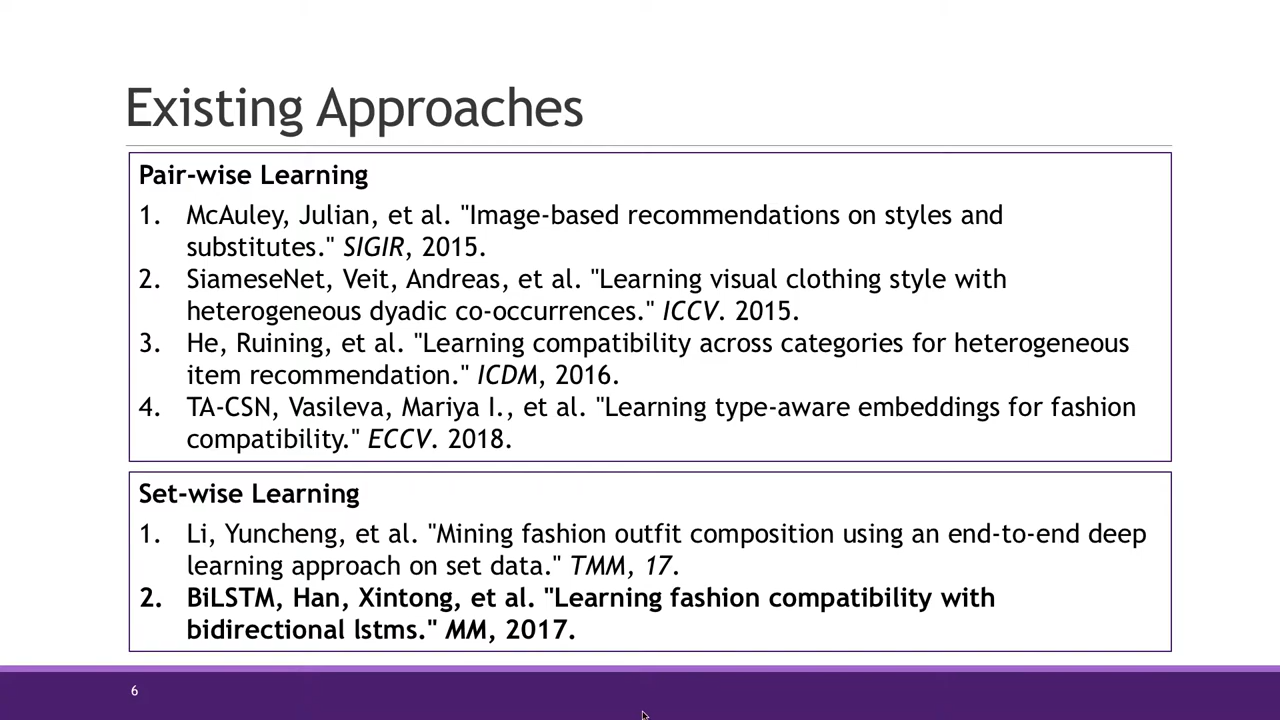 Existing Approaches
Pair-wise Learning
1. McAuley, Julian, et al. "Image-based recommendations on styles and
substitutes." SIGIR, 2015.
2. SiameseNet, Veit, Andreas, et al. "Learning visual clothing style with
heterogeneous dyadic co-occurrences." ICCV. 2015.
3. He, Ruining, et al. "Learning compatibility across categories for heterogeneous
item recommendation." ICDM, 2016.
4. TA-CSN, Vasileva, Mariya I., et al. "Learning type-aware embeddings for fashion
compatibility." ECCV. 2018.
Set-wise Learning
1. Li, Yuncheng, et al. "Mining fashion outfit composition using an end-to-end deep
learning approach on set data." TMM, 17.
2. BiLSTM, Han, Xintong, et al. "Learning fashion compatibility with
bidirectional lstms." MM, 2017.
6